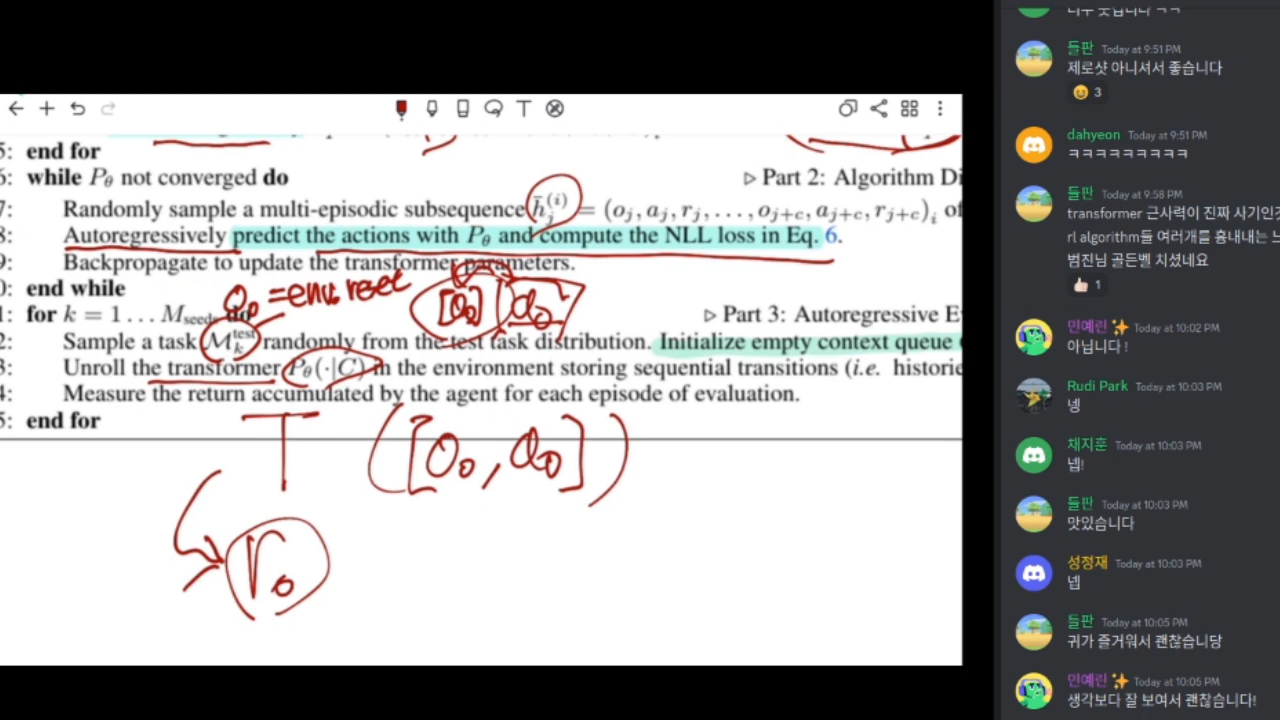 5: end for
6: while Pθ not converged do
▷ Part 2: Algorithm Di
7: Randomly sample a multi-episodic subsequence h̄_j^(i) = (o_j, a_j, r_j, . . . , o_j+c, a_j+c, r_j+c)_i of
8: Autoregressively predict the actions with Pθ and compute the NLL loss in Eq. 6.
9: Backpropagate to update the transformer parameters.
0: end while
o₀ = env. reset
[o₀] a₀
1: for k = 1 . . . M_seeds do
▷ Part 3: Autoregressive E
2: Sample a task M_k^test randomly from the test task distribution. Initialize empty context queue
3: Unroll the transformer Pθ(·|C) in the environment storing sequential transitions (i.e. historie
4: Measure the return accumulated by the agent for each episode of evaluation.
5: end for
T ([o₀, a₀])
r₀
들판 Today at 9:51 PM
제로샷 아니셔서 좋습니다
3
dahyeon Today at 9:51 PM
ㅋㅋㅋㅋㅋㅋㅋㅋㅋ
들판 Today at 9:58 PM
transformer 근사력이 진짜 사기인
rl algorithm들 여러개를 흉내내는
범진님 골든벨 치셨네요
1
민예린 Today at 10:02 PM
아닙니다 !
Rudi Park Today at 10:03 PM
넹
채지훈 Today at 10:03 PM
넵!
들판 Today at 10:03 PM
맛있습니다
성정재 Today at 10:03 PM
넵
들판 Today at 10:05 PM
귀가 즐거워서 괜찮습니당
민예린 Today at 10:05 PM
생각보다 잘 보여서 괜찮습니다!